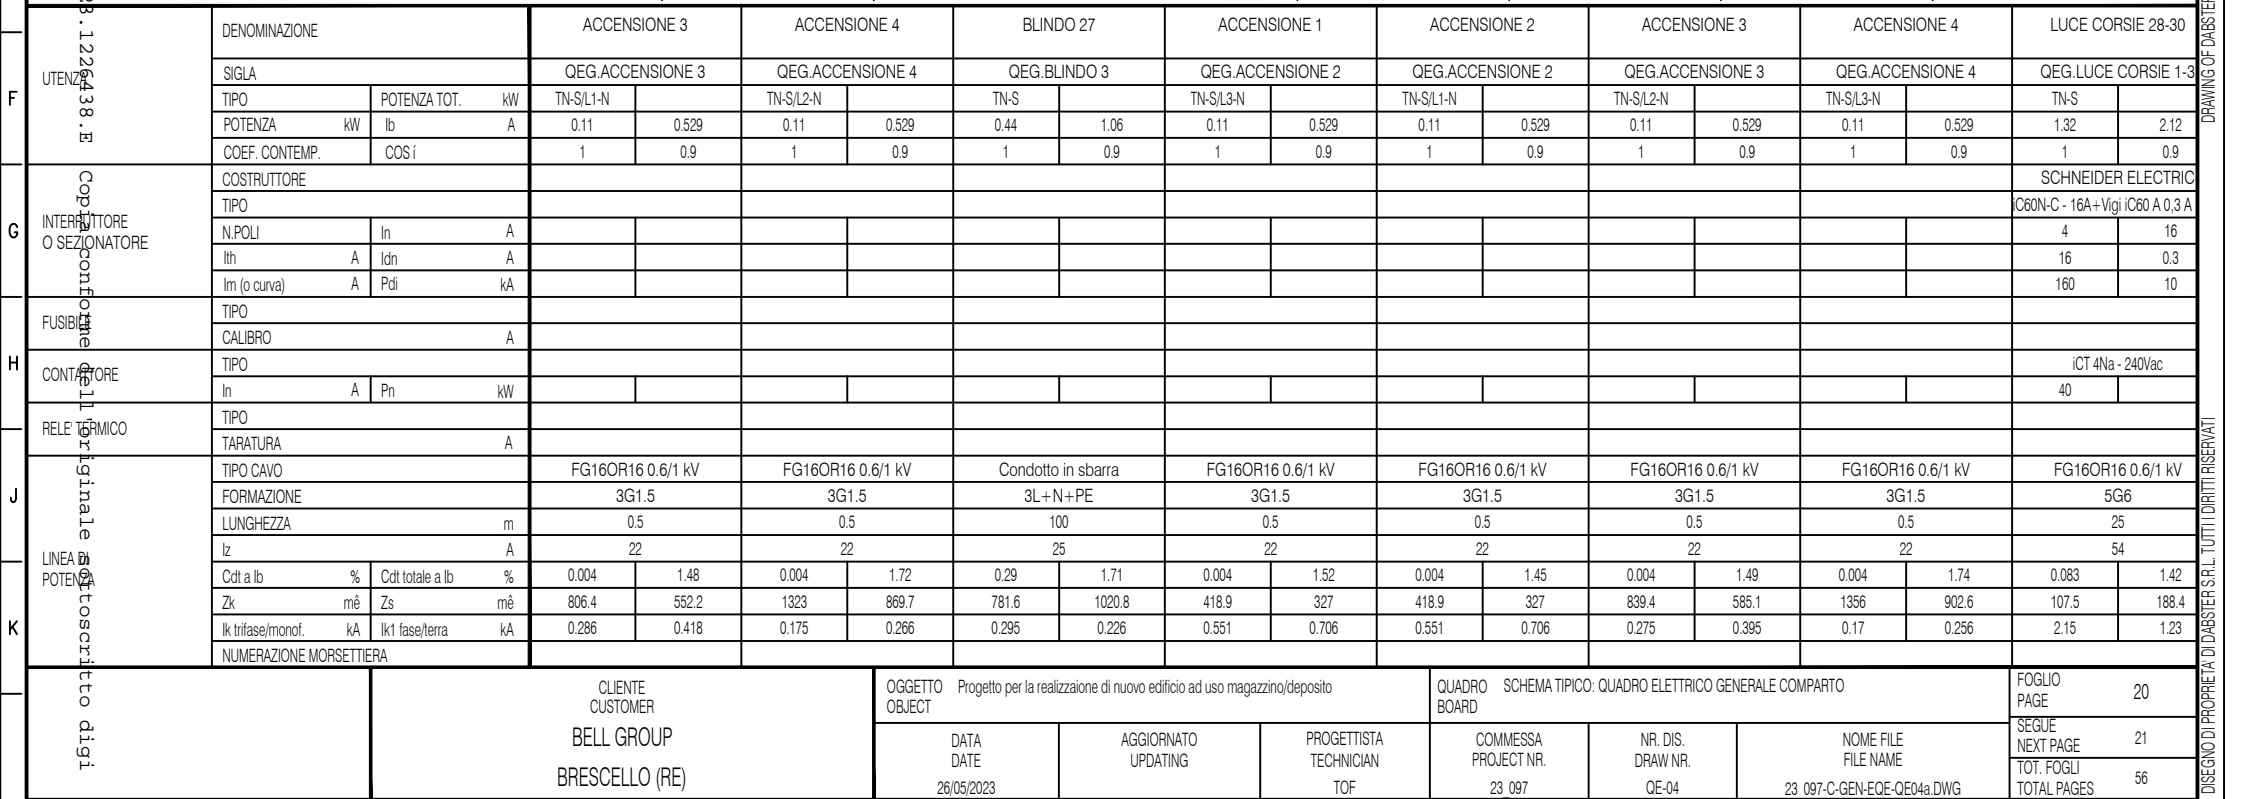 DENOMINAZIONE ACCENSIONE 3 ACCENSIONE 4 BLINDO 27 ACCENSIONE 1 ACCENSIONE 2 ACCENSIONE 3 ACCENSIONE 4 LUCE CORSIE 28-30
UTENZA
SIGLA QEG.ACCENSIONE 3 QEG.ACCENSIONE 4 QEG.BLINDO 3 QEG.ACCENSIONE 2 QEG.ACCENSIONE 2 QEG.ACCENSIONE 3 QEG.ACCENSIONE 4 QEG.LUCE CORSIE 1-3
F
TIPO POTENZA TOT. kW TN-S/L1-N TN-S/L2-N TN-S TN-S/L3-N TN-S/L1-N TN-S/L2-N TN-S/L3-N TN-S
POTENZA kW Ib A 0.11 0.529 0.11 0.529 0.44 1.06 0.11 0.529 0.11 0.529 0.11 0.529 0.11 0.529 1.32 2.12
COEF. CONTEMP. COS í 1 0.9 1 0.9 1 0.9 1 0.9 1 0.9 1 0.9 1 0.9 1 0.9
COSTRUTTORE SCHNEIDER ELECTRIC
TIPO iC60N-C - 16A+Vigi iC60 A 0,3 A
G
INTERRUTTORE
O SEZIONATORE
N.POLI In A 4 16
Ith A Idn A 16 0.3
Im (o curva) A Pdi kA 160 10
FUSIBILE
TIPO
CALIBRO A
H
CONTATTORE
TIPO iCT 4Na - 240Vac
In A Pn kW 40
RELE' TERMICO
TIPO
TARATURA A
TIPO CAVO FG16OR16 0.6/1 kV FG16OR16 0.6/1 kV Condotto in sbarra FG16OR16 0.6/1 kV FG16OR16 0.6/1 kV FG16OR16 0.6/1 kV FG16OR16 0.6/1 kV FG16OR16 0.6/1 kV
J
FORMAZIONE 3G1.5 3G1.5 3L+N+PE 3G1.5 3G1.5 3G1.5 3G1.5 5G6
LUNGHEZZA m 0.5 0.5 100 0.5 0.5 0.5 0.5 25
LINEA DI
POTENZA
Iz A 22 22 25 22 22 22 22 54
Cdt a Ib % Cdt totale a Ib % 0.004 1.48 0.004 1.72 0.29 1.71 0.004 1.52 0.004 1.45 0.004 1.49 0.004 1.74 0.083 1.42
Zk mê Zs mê 806.4 552.2 1323 869.7 781.6 1020.8 418.9 327 418.9 327 839.4 585.1 1356 902.6 107.5 188.4
K
Ik trifase/monof. kA Ik1 fase/terra kA 0.286 0.418 0.175 0.266 0.295 0.226 0.551 0.706 0.551 0.706 0.275 0.395 0.17 0.256 2.15 1.23
NUMERAZIONE MORSETTIERA
CLIENTE
CUSTOMER
BELL GROUP
BRESCELLO (RE)
OGGETTO Progetto per la realizzaione di nuovo edificio ad uso magazzino/deposito
OBJECT
QUADRO SCHEMA TIPICO: QUADRO ELETTRICO GENERALE COMPARTO
BOARD
FOGLIO
PAGE 20
SEGUE
NEXT PAGE 21
TOT. FOGLI
TOTAL PAGES 56
DATA
DATE
26/05/2023
AGGIORNATO
UPDATING
PROGETTISTA
TECHNICIAN
TOF
COMMESSA
PROJECT NR.
23_097
NR. DIS.
DRAW NR.
QE-04
NOME FILE
FILE NAME
23_097-C-GEN-EQE-QE04a.DWG
3.1226438.E Copia conforme dell'originale sottoscritto digi
DRAWING OF DABSTER
DISEGNO DI PROPRIETA' DI DABSTER S.R.L. TUTTI I DIRITTI RISERVATI